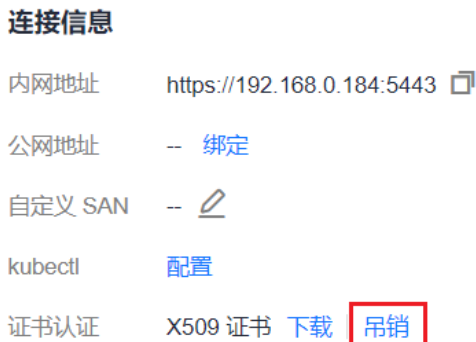 连接信息
内网地址 https://192.168.0.184:5443
公网地址 -- 绑定
自定义 SAN --
kubectl 配置
证书认证 X509 证书 下载 吊销